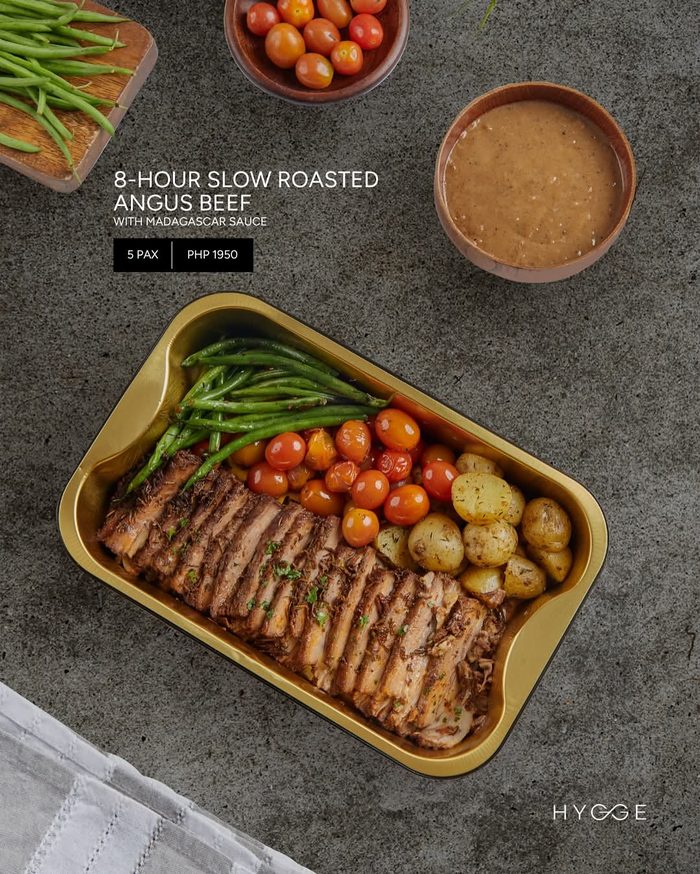 8-HOUR SLOW ROASTED
ANGUS BEEF
WITH MADAGASCAR SAUCE
5 PAX | PHP 1950
HYGGE